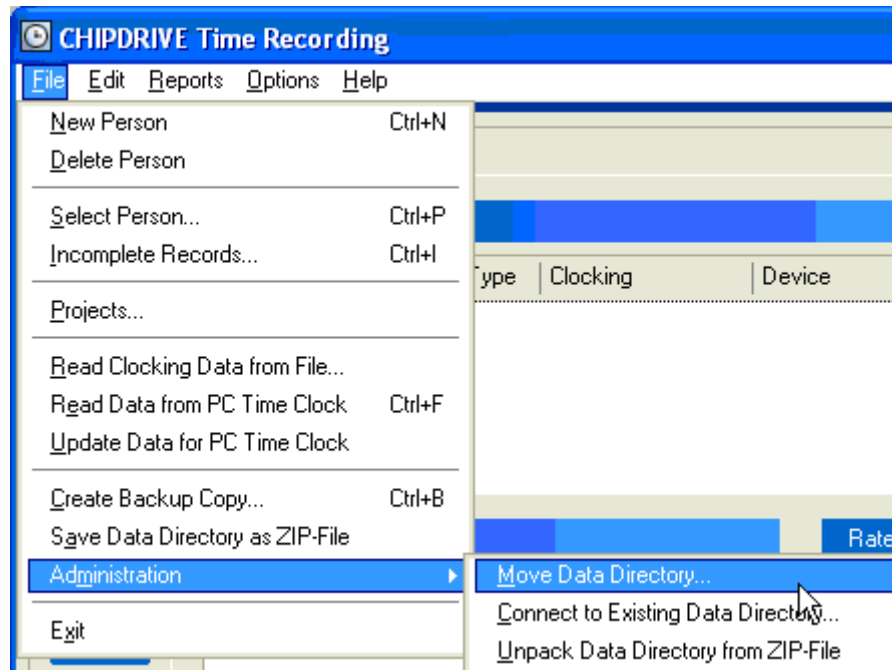 CHIPDRIVE Time Recording
File Edit Reports Options Help
New Person Ctrl+N
Delete Person
Select Person... Ctrl+P
Incomplete Records... Ctrl+I
Type Clocking Device
Projects...
Read Clocking Data from File...
Read Data from PC Time Clock Ctrl+F
Update Data for PC Time Clock
Create Backup Copy... Ctrl+B
Save Data Directory as ZIP-File
Rate
Administration Move Data Directory...
Connect to Existing Data Directory...
Exit
Unpack Data Directory from ZIP-File